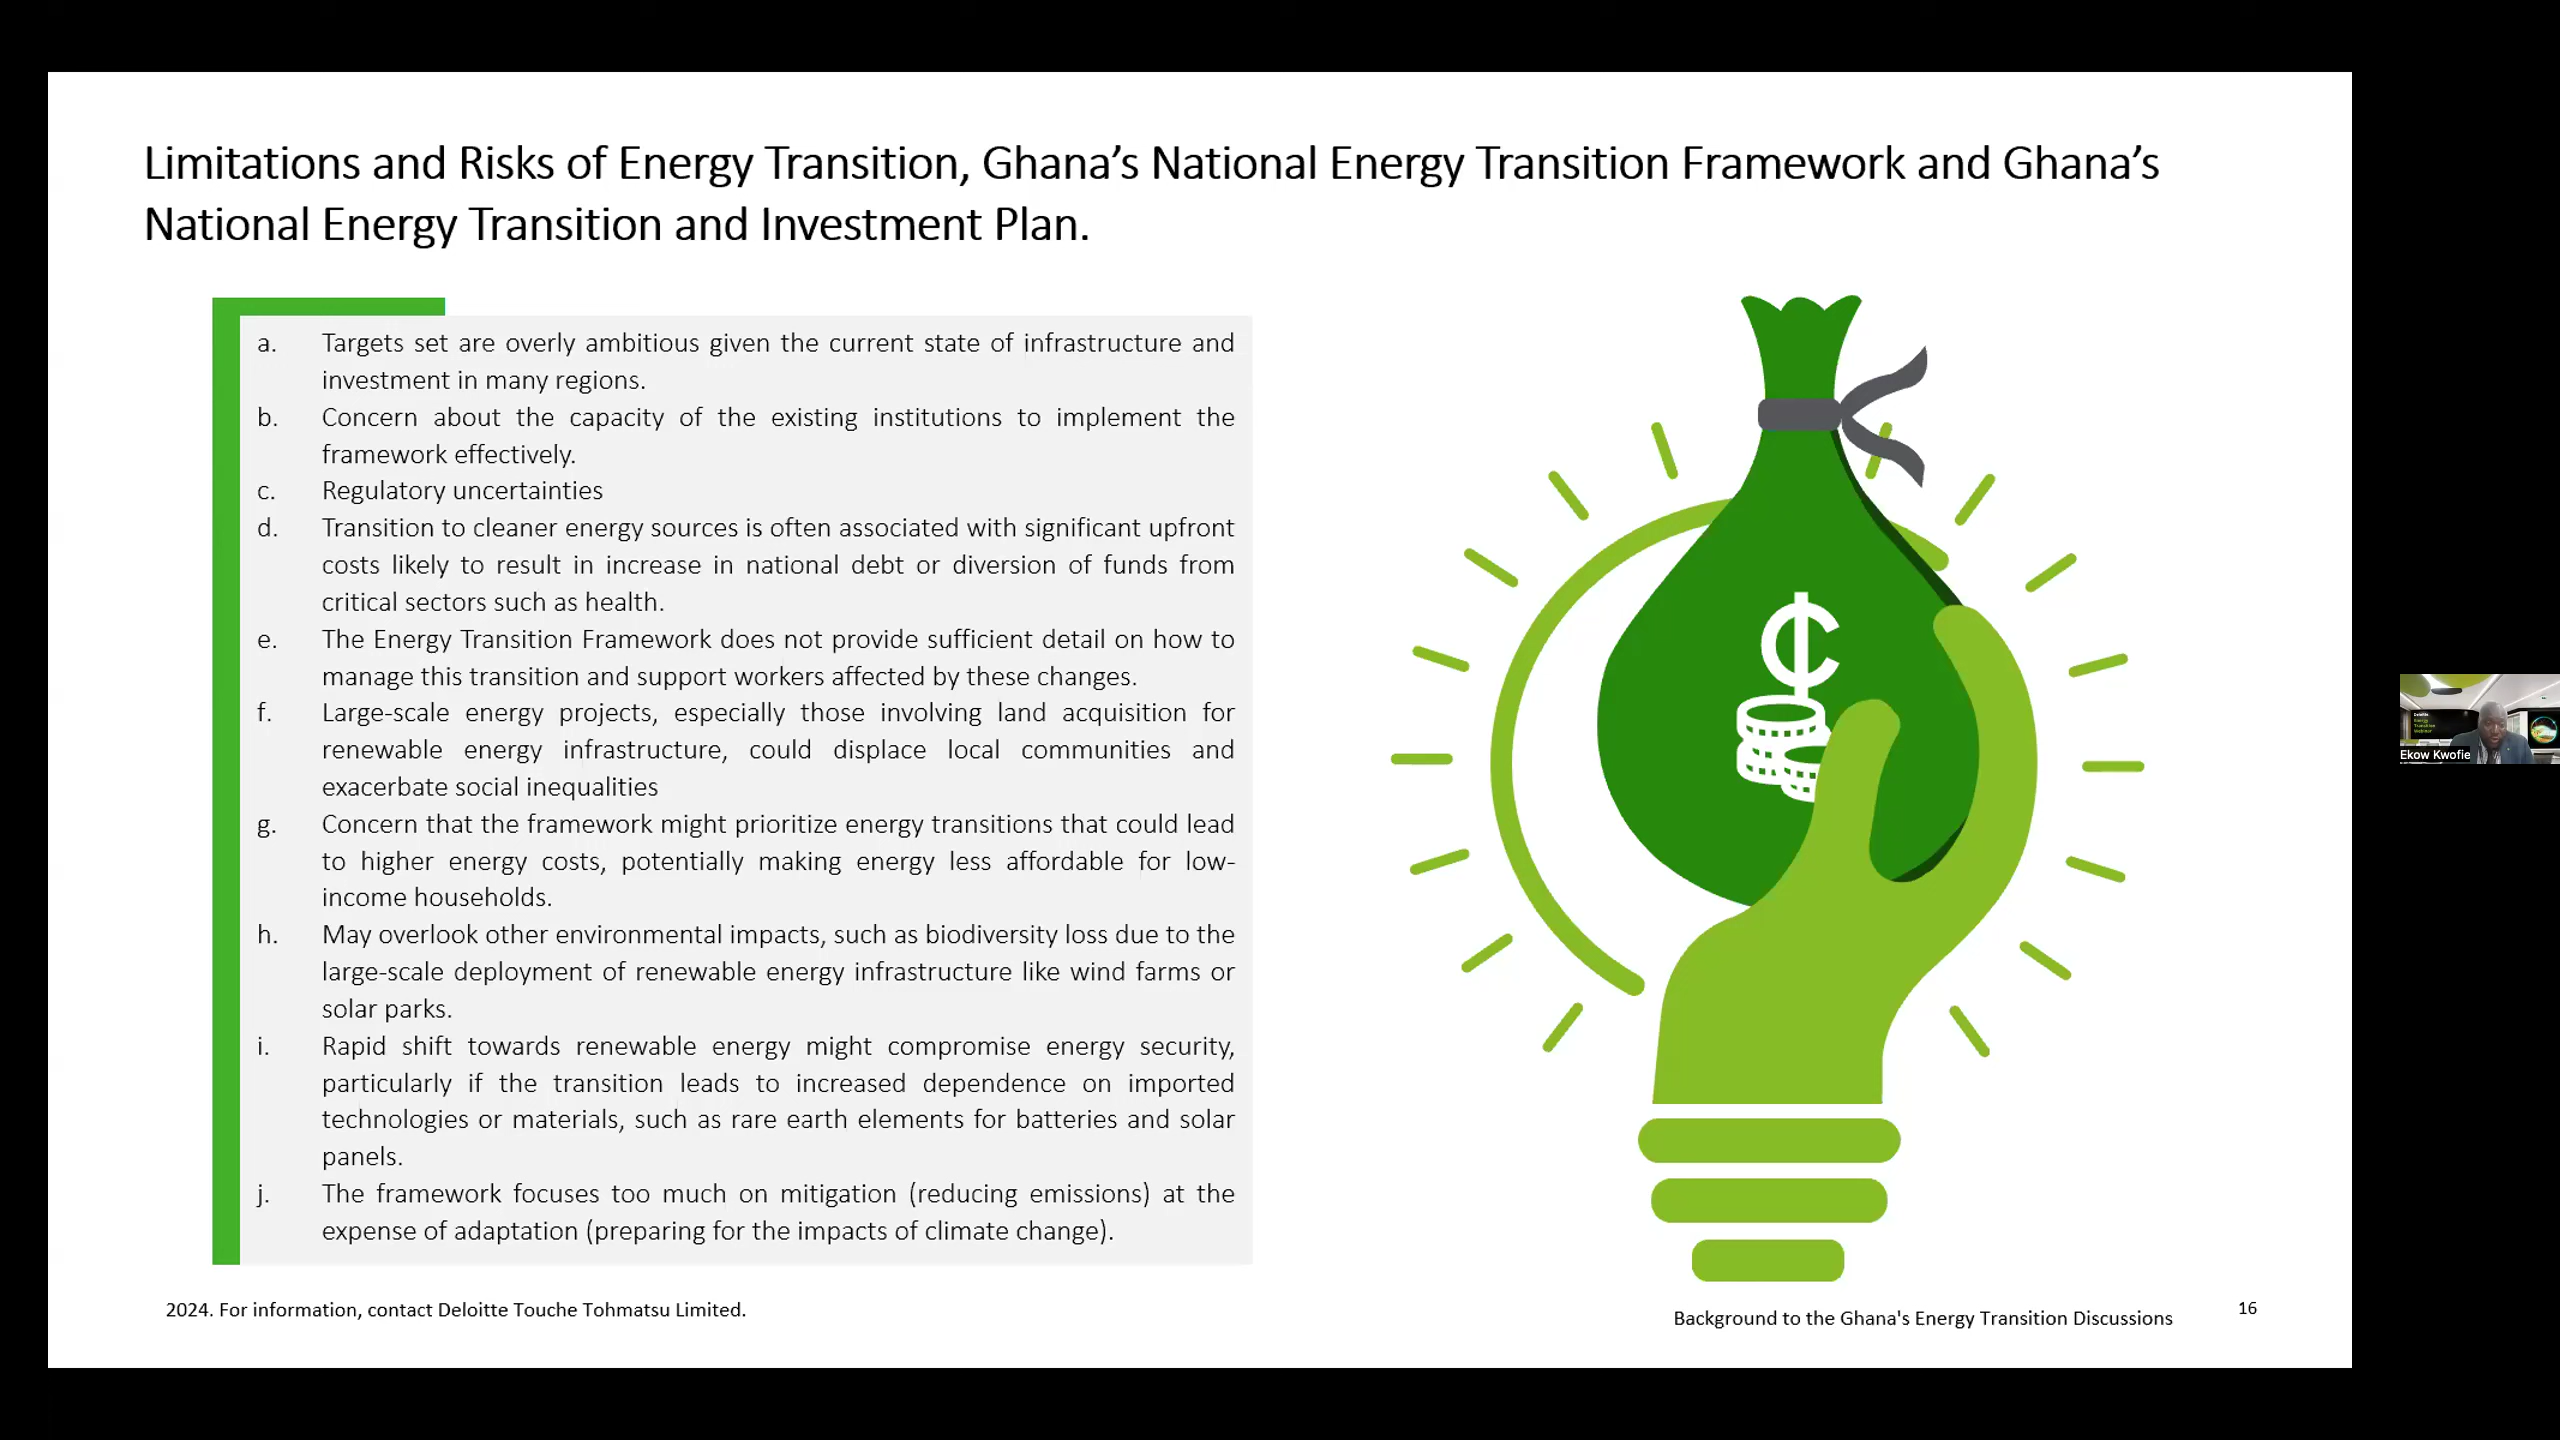 Limitations and Risks of Energy Transition, Ghana’s National Energy Transition Framework and Ghana’s
National Energy Transition and Investment Plan.
a. Targets set are overly ambitious given the current state of infrastructure and
investment in many regions.
b. Concern about the capacity of the existing institutions to implement the
framework effectively.
c. Regulatory uncertainties
d. Transition to cleaner energy sources is often associated with significant upfront
costs likely to result in increase in national debt or diversion of funds from
critical sectors such as health.
e. The Energy Transition Framework does not provide sufficient detail on how to
manage this transition and support workers affected by these changes.
f. Large-scale energy projects, especially those involving land acquisition for
renewable energy infrastructure, could displace local communities and
exacerbate social inequalities
g. Concern that the framework might prioritize energy transitions that could lead
to higher energy costs, potentially making energy less affordable for low-
income households.
h. May overlook other environmental impacts, such as biodiversity loss due to the
large-scale deployment of renewable energy infrastructure like wind farms or
solar parks.
i. Rapid shift towards renewable energy might compromise energy security,
particularly if the transition leads to increased dependence on imported
technologies or materials, such as rare earth elements for batteries and solar
panels.
j. The framework focuses too much on mitigation (reducing emissions) at the
expense of adaptation (preparing for the impacts of climate change).
₵
Ekow Kwofie
2024. For information, contact Deloitte Touche Tohmatsu Limited.
Background to the Ghana's Energy Transition Discussions
16